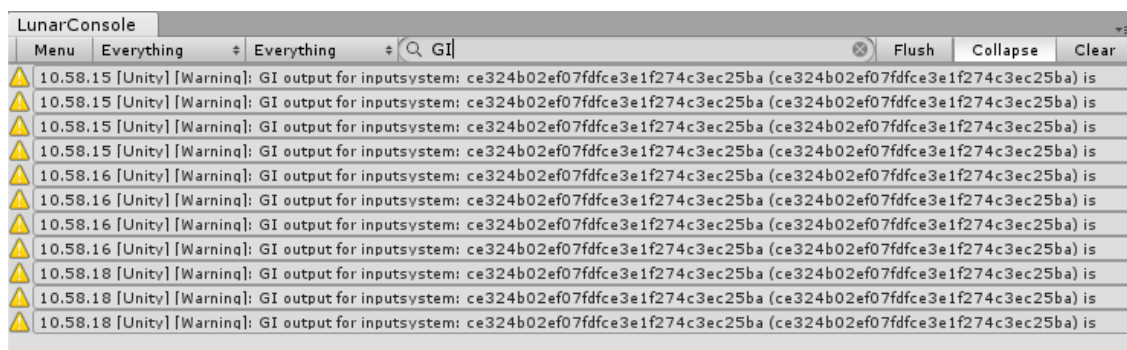 LunarConsole
Menu Everything Everything GI Flush Collapse Clear
10.58.15 [Unity] [Warning]: GI output for inputsystem: ce324b02ef07fdfce3e1f274c3ec25ba (ce324b02ef07fdfce3e1f274c3ec25ba) is
10.58.15 [Unity] [Warning]: GI output for inputsystem: ce324b02ef07fdfce3e1f274c3ec25ba (ce324b02ef07fdfce3e1f274c3ec25ba) is
10.58.15 [Unity] [Warning]: GI output for inputsystem: ce324b02ef07fdfce3e1f274c3ec25ba (ce324b02ef07fdfce3e1f274c3ec25ba) is
10.58.15 [Unity] [Warning]: GI output for inputsystem: ce324b02ef07fdfce3e1f274c3ec25ba (ce324b02ef07fdfce3e1f274c3ec25ba) is
10.58.16 [Unity] [Warning]: GI output for inputsystem: ce324b02ef07fdfce3e1f274c3ec25ba (ce324b02ef07fdfce3e1f274c3ec25ba) is
10.58.16 [Unity] [Warning]: GI output for inputsystem: ce324b02ef07fdfce3e1f274c3ec25ba (ce324b02ef07fdfce3e1f274c3ec25ba) is
10.58.16 [Unity] [Warning]: GI output for inputsystem: ce324b02ef07fdfce3e1f274c3ec25ba (ce324b02ef07fdfce3e1f274c3ec25ba) is
10.58.16 [Unity] [Warning]: GI output for inputsystem: ce324b02ef07fdfce3e1f274c3ec25ba (ce324b02ef07fdfce3e1f274c3ec25ba) is
10.58.18 [Unity] [Warning]: GI output for inputsystem: ce324b02ef07fdfce3e1f274c3ec25ba (ce324b02ef07fdfce3e1f274c3ec25ba) is
10.58.18 [Unity] [Warning]: GI output for inputsystem: ce324b02ef07fdfce3e1f274c3ec25ba (ce324b02ef07fdfce3e1f274c3ec25ba) is
10.58.18 [Unity] [Warning]: GI output for inputsystem: ce324b02ef07fdfce3e1f274c3ec25ba (ce324b02ef07fdfce3e1f274c3ec25ba) is